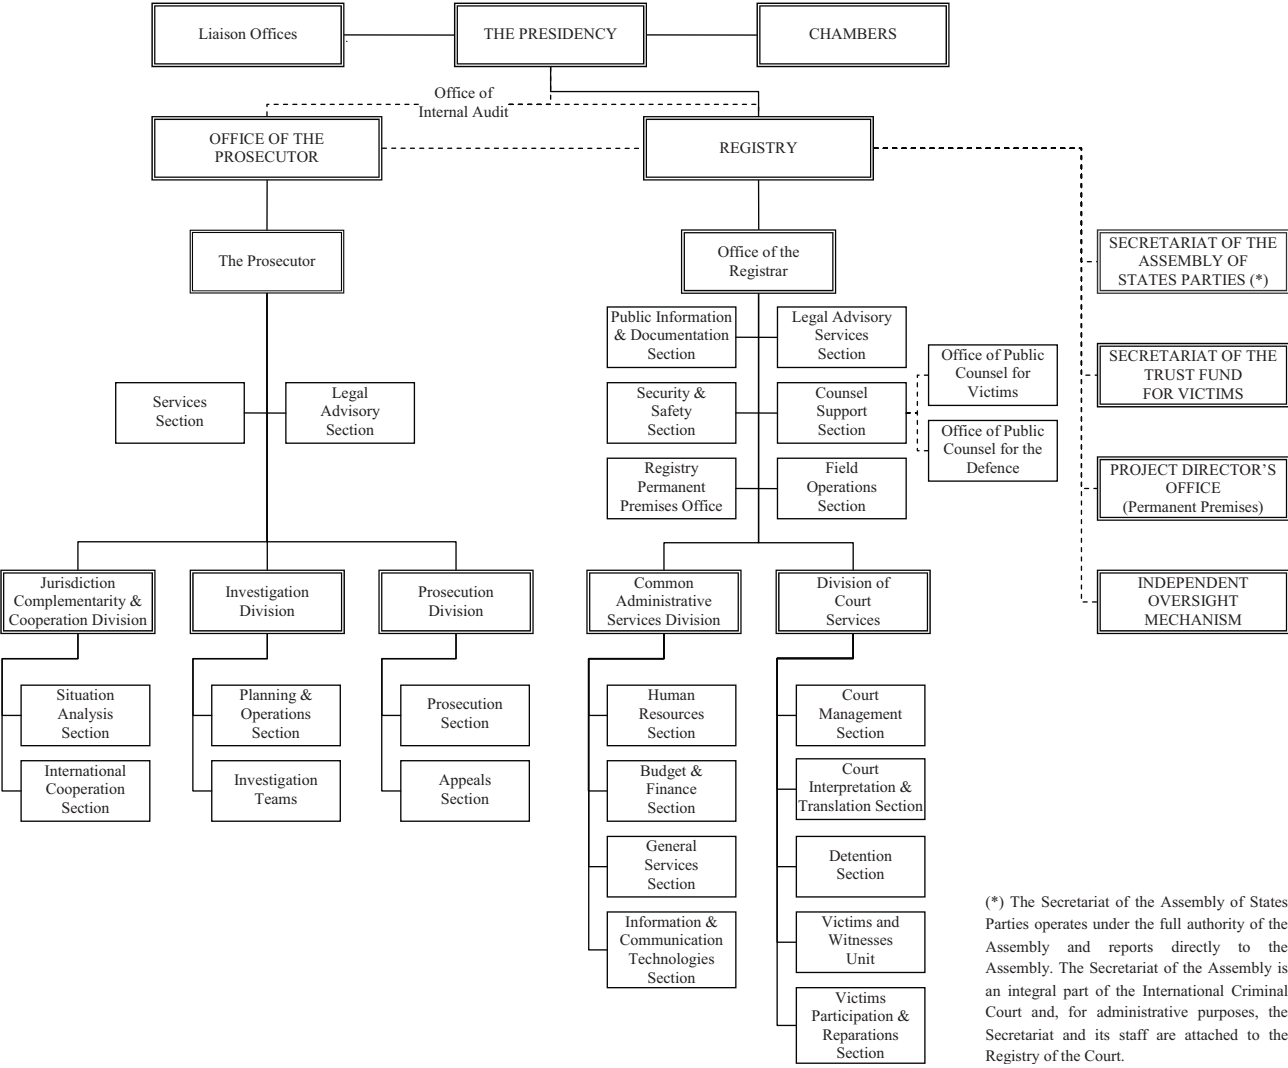 Liaison Offices
THE PRESIDENCY
CHAMBERS
Office of
Internal Audit
OFFICE OF THE
PROSECUTOR
REGISTRY
The Prosecutor
Office of the
Registrar
SECRETARIAT OF THE
ASSEMBLY OF
STATES PARTIES (*)
Public Information
& Documentation
Section
Legal Advisory
Services
Section
Office of Public
Counsel for
Victims
SECRETARIAT OF THE
TRUST FUND
FOR VICTIMS
Services
Section
Legal
Advisory
Section
Security &
Safety
Section
Counsel
Support
Section
Office of Public
Counsel for the
Defence
Registry
Permanent
Premises Office
Field
Operations
Section
PROJECT DIRECTOR'S
OFFICE
(Permanent Premises)
Jurisdiction
Complementarity &
Cooperation Division
Investigation
Division
Prosecution
Division
Common
Administrative
Services Division
Division of
Court
Services
INDEPENDENT
OVERSIGHT
MECHANISM
Situation
Analysis
Section
Planning &
Operations
Section
Prosecution
Section
Human
Resources
Section
Court
Management
Section
International
Cooperation
Section
Investigation
Teams
Appeals
Section
Budget &
Finance
Section
Court
Interpretation &
Translation Section
General
Services
Section
Detention
Section
Information &
Communication
Technologies
Section
Victims and
Witnesses
Unit
Victims
Participation &
Reparations
Section
(*) The Secretariat of the Assembly of States
Parties operates under the full authority of the
Assembly and reports directly to the
Assembly. The Secretariat of the Assembly is
an integral part of the International Criminal
Court and, for administrative purposes, the
Secretariat and its staff are attached to the
Registry of the Court.